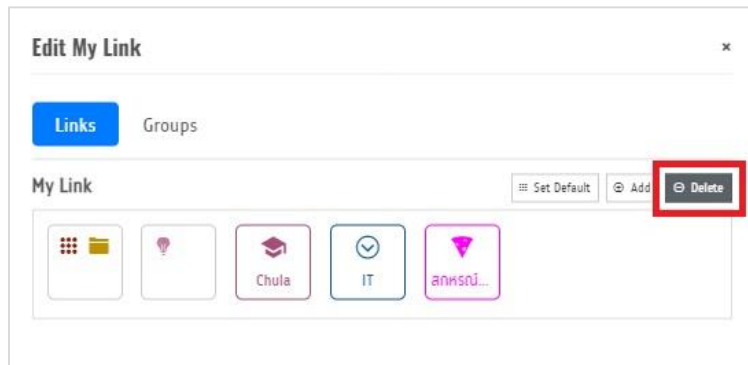 Edit My Link ×
Links Groups
My Link Set Default Add Delete
Chula IT สหกรณ์...